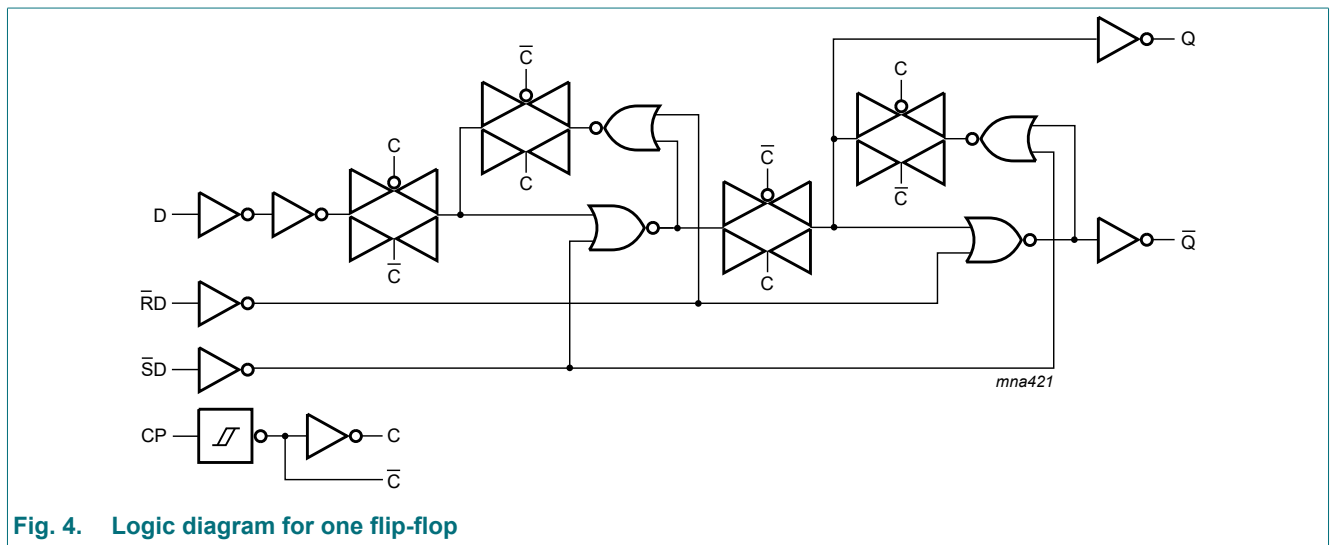 Q
C̅
C
C
C
C̅
D
C̅
C̅
C
Q̅
R̅D
S̅D
mna421
CP
C
C̅
Fig. 4. Logic diagram for one flip-flop